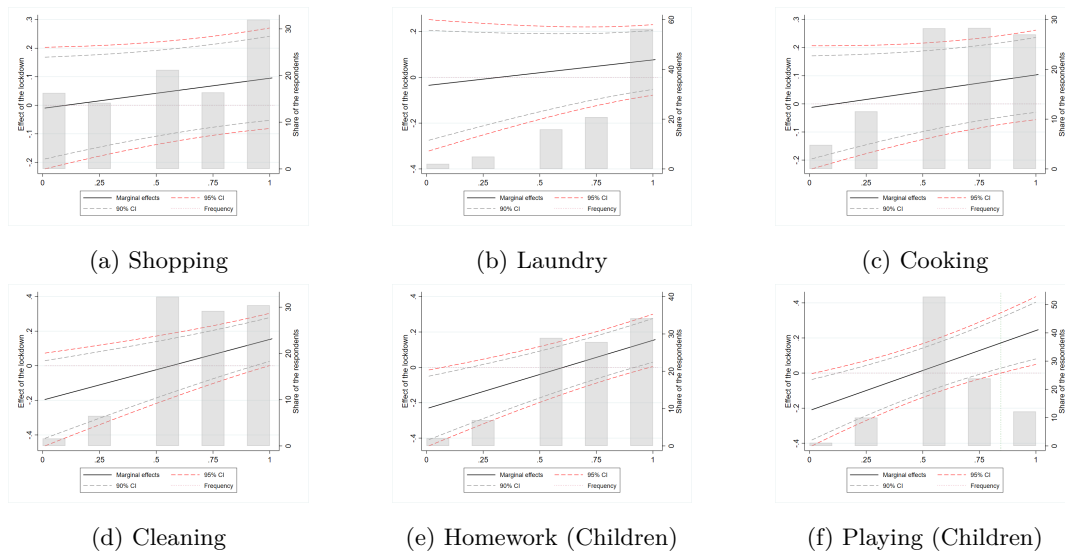 Effect of the lockdown
-.2 -.1 0 .1 .2 .3
Share of the respondents
0 10 20 30
0 .25 .5 .75 1
Marginal effects 95% CI
90% CI Frequency
(a) Shopping
Effect of the lockdown
-.4 -.2 0 .2
Share of the respondents
0 10 20 30 40 50 60
0 .25 .5 .75 1
Marginal effects 95% CI
90% CI Frequency
(b) Laundry
Effect of the lockdown
-.2 -.1 0 .1 .2 .3
Share of the respondents
0 10 20 30
0 .25 .5 .75 1
Marginal effects 95% CI
90% CI Frequency
(c) Cooking
Effect of the lockdown
-.4 -.2 0 .2 .4
Share of the respondents
0 10 20 30
0 .25 .5 .75 1
Marginal effects 95% CI
90% CI Frequency
(d) Cleaning
Effect of the lockdown
-.4 -.2 0 .2 .4
Share of the respondents
0 10 20 30 40
0 .25 .5 .75 1
Marginal effects 95% CI
90% CI Frequency
(e) Homework (Children)
Effect of the lockdown
-.4 -.2 0 .2 .4
Share of the respondents
0 10 20 30 40 50
0 .25 .5 .75 1
Marginal effects 95% CI
90% CI Frequency
(f) Playing (Children)